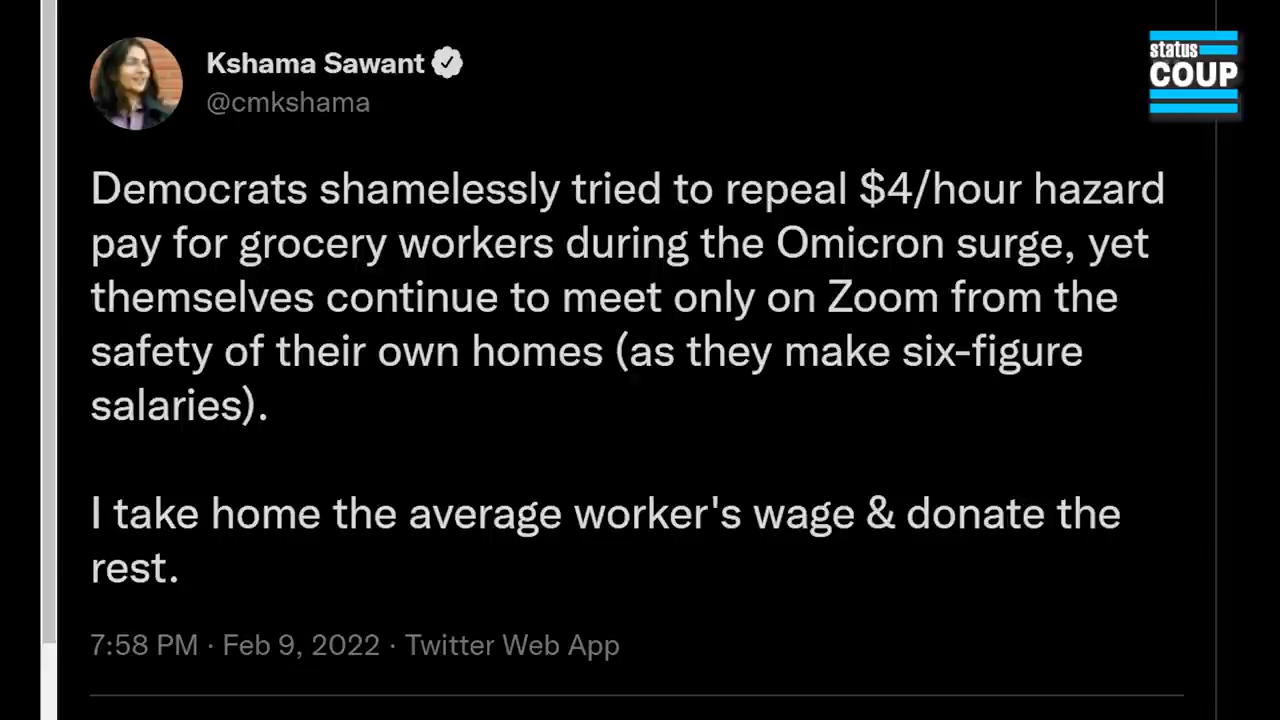 Kshama Sawant
@cmkshama
status
COUP
Democrats shamelessly tried to repeal $4/hour hazard
pay for grocery workers during the Omicron surge, yet
themselves continue to meet only on Zoom from the
safety of their own homes (as they make six-figure
salaries).
I take home the average worker's wage & donate the
rest.
7:58 PM · Feb 9, 2022 · Twitter Web App